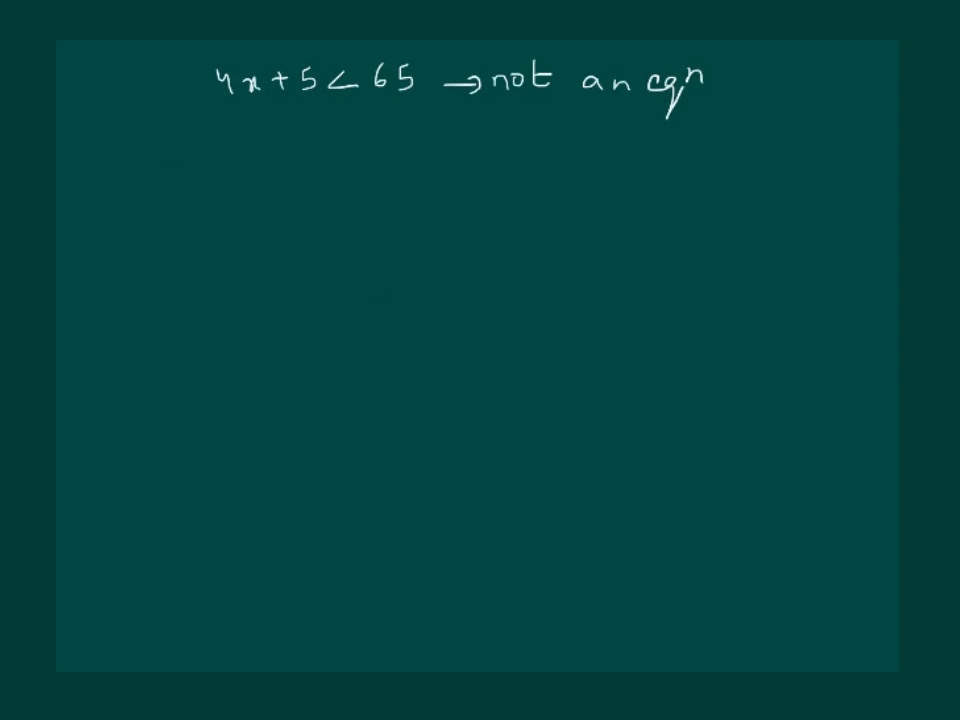 4x + 5 < 65 → not an eqⁿ